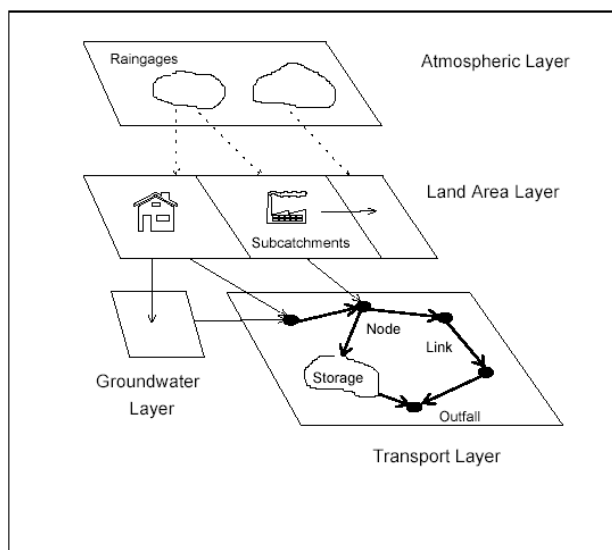 Raingages
Atmospheric Layer
Land Area Layer
Subcatchments
Node
Link
Storage
Groundwater
Layer
Outfall
Transport Layer